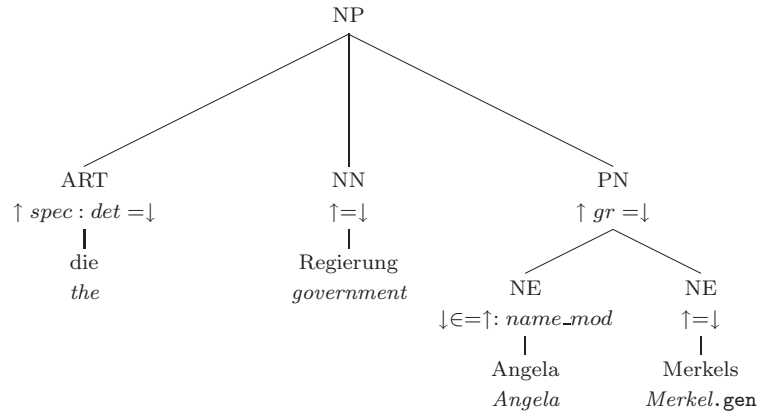 NP
ART NN PN
↑ spec : det =↓ ↑=↓ ↑ gr =↓
die Regierung
the government
NE NE
↓∈=↑: name_mod ↑=↓
Angela Merkels
Angela Merkel.gen